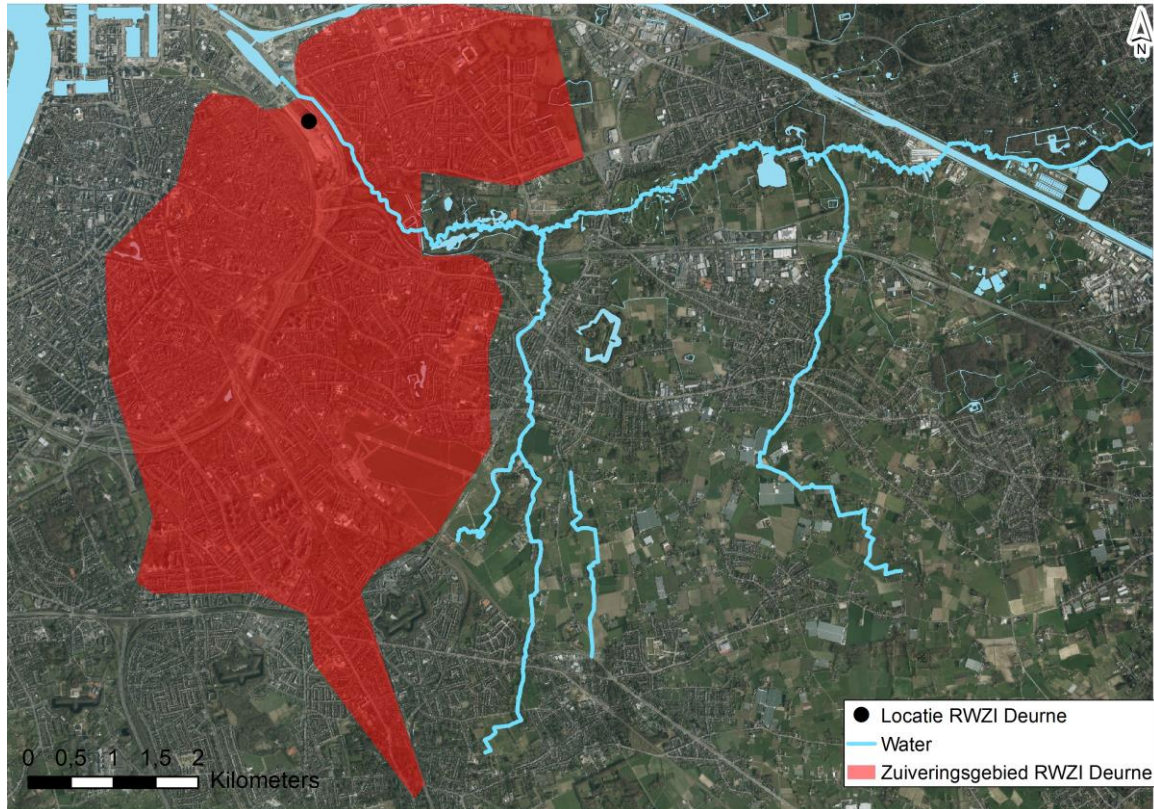 N
0 0,5 1 1,5 2
Kilometers
Locatie RWZI Deurne
Water
Zuiveringsgebied RWZI Deurne